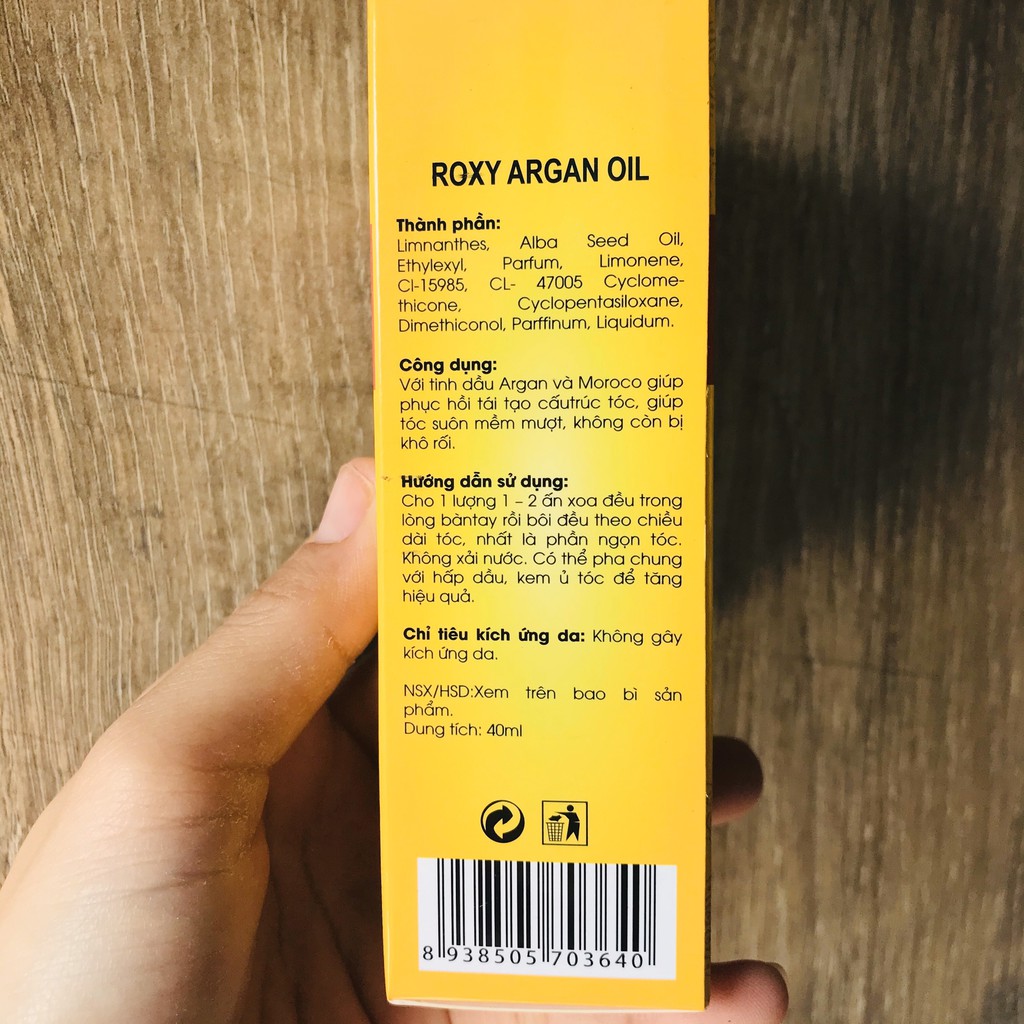 ROXY ARGAN OIL
Thành phần:
Limnanthes, Alba Seed Oil,
Ethylexyl, Parfum, Limonene,
Cl-15985, CL- 47005 Cyclome-
thicone, Cyclopentasiloxane,
Dimethiconol, Parffinum, Liquidum.
Công dụng:
Với tinh dầu Argan và Moroco giúp
phục hồi tái tạo cấutrúc tóc, giúp
tóc suôn mềm mượt, không còn bị
khô rối.
Hướng dẫn sử dụng:
Cho 1 lượng 1 – 2 ấn xoa đều trong
lòng bàntay rồi bôi đều theo chiều
dài tóc, nhất là phần ngọn tóc.
Không xải nước. Có thể pha chung
với hấp dầu, kem ủ tóc để tăng
hiệu quả.
Chỉ tiêu kích ứng da: Không gây
kích ứng da.
NSX/HSD:Xem trên bao bì sản
phẩm.
Dung tích: 40ml
8 938505 703640